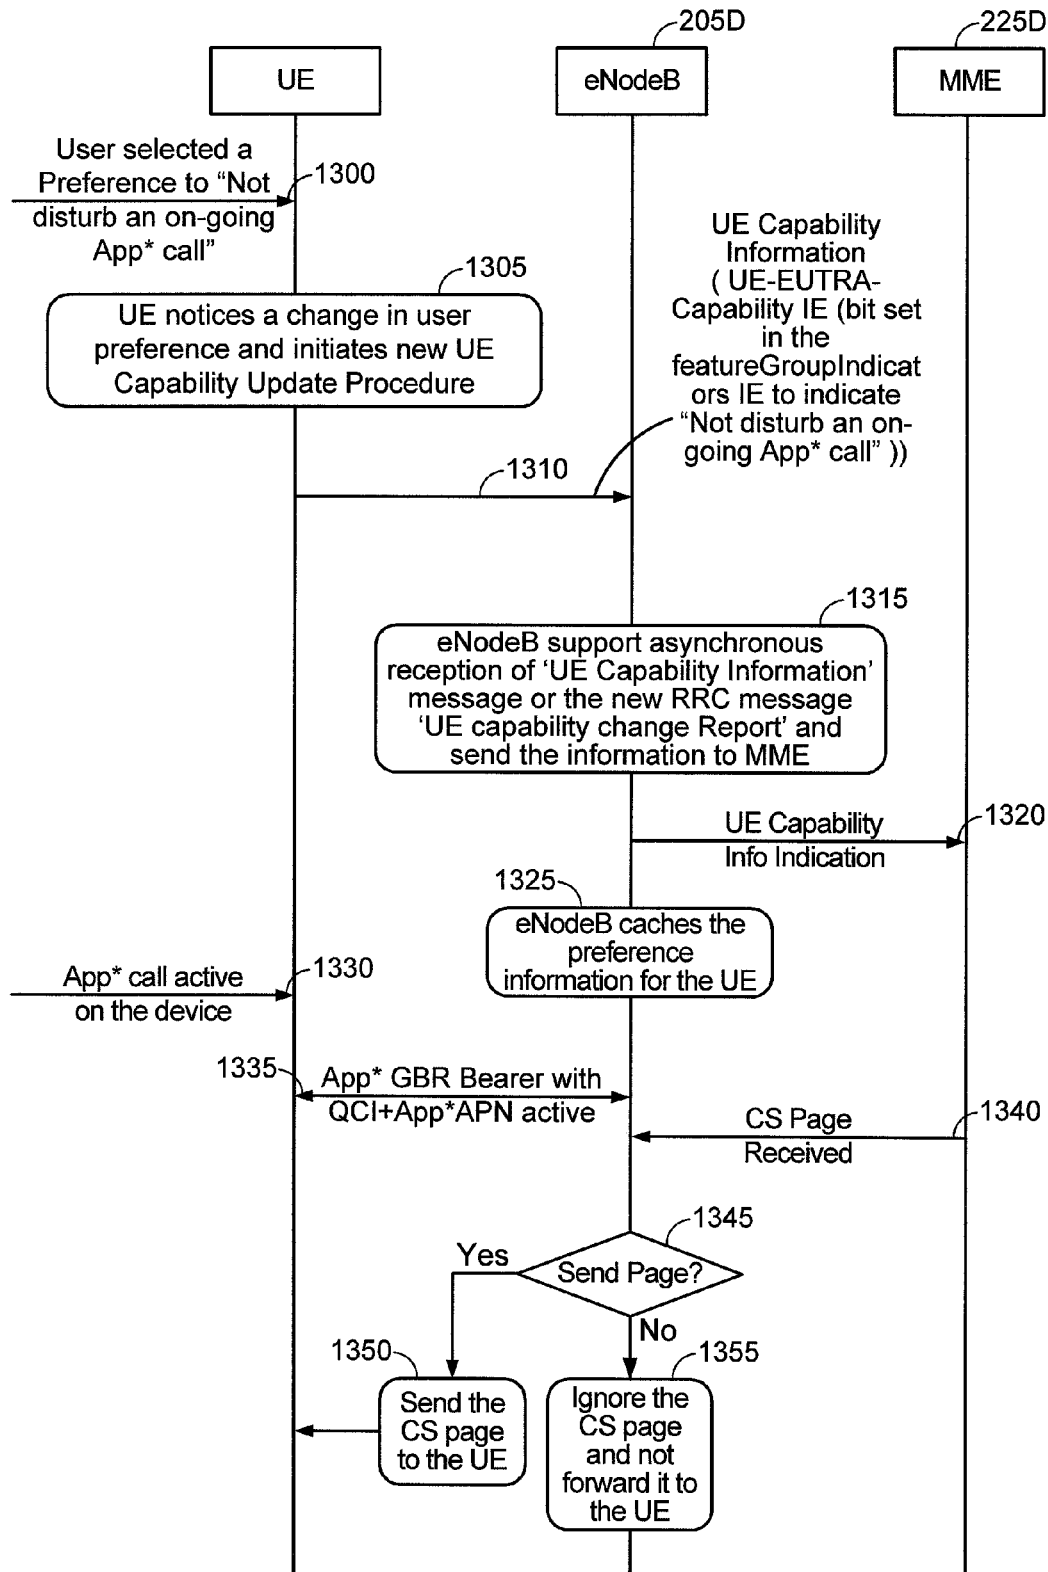 205D
225D
UE
eNodeB
MME
User selected a
Preference to “Not
disturb an on-going
App* call”
1300
1305
UE notices a change in user
preference and initiates new UE
Capability Update Procedure
UE Capability
Information
( UE-EUTRA-
Capability IE (bit set
in the
featureGroupIndicat
ors IE to indicate
“Not disturb an on-
going App* call” ))
1310
1315
eNodeB support asynchronous
reception of ‘UE Capability Information’
message or the new RRC message
‘UE capability change Report’ and
send the information to MME
UE Capability
Info Indication
1320
1325
eNodeB caches the
preference
information for the UE
App* call active
on the device
1330
1335
App* GBR Bearer with
QCI+App*APN active
CS Page
Received
1340
1345
Send Page?
Yes
No
1350
Send the
CS page
to the UE
1355
Ignore the
CS page
and not
forward it to
the UE